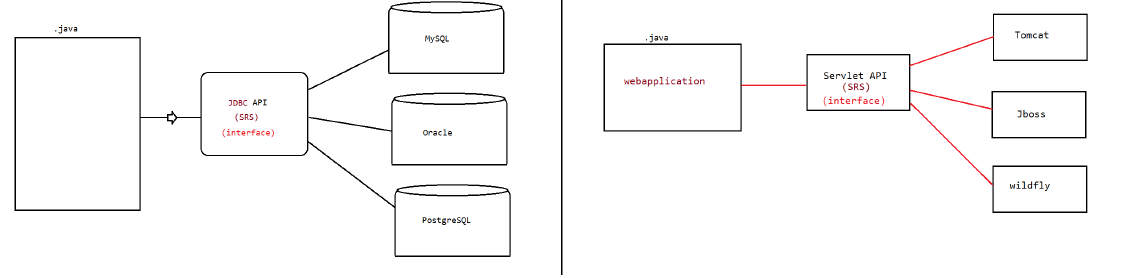 .java
JDBC API
(SRS)
(interface)
MySQL
Oracle
PostgreSQL
.java
webapplication
Servlet API
(SRS)
(interface)
Tomcat
Jboss
wildfly